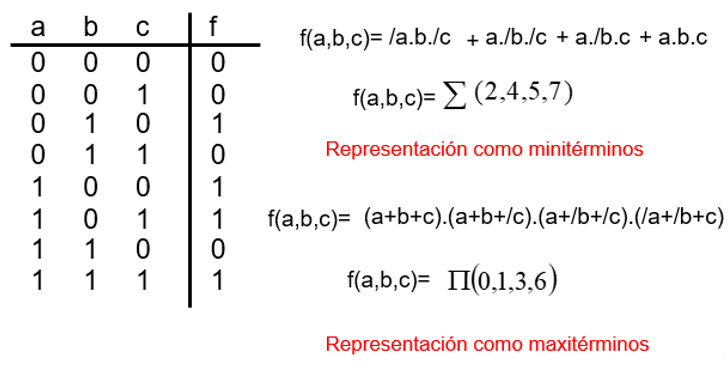 a b c f
0 0 0 0
0 0 1 0
0 1 0 1
0 1 1 0
1 0 0 1
1 0 1 1
1 1 0 0
1 1 1 1
f(a,b,c)= /a.b./c + a./b./c + a./b.c + a.b.c
f(a,b,c)= ∑ (2,4,5,7)
Representación como minitérminos
f(a,b,c)= (a+b+c).(a+b+/c).(a+/b+/c).(/a+/b+c)
f(a,b,c)= Π(0,1,3,6)
Representación como maxitérminos